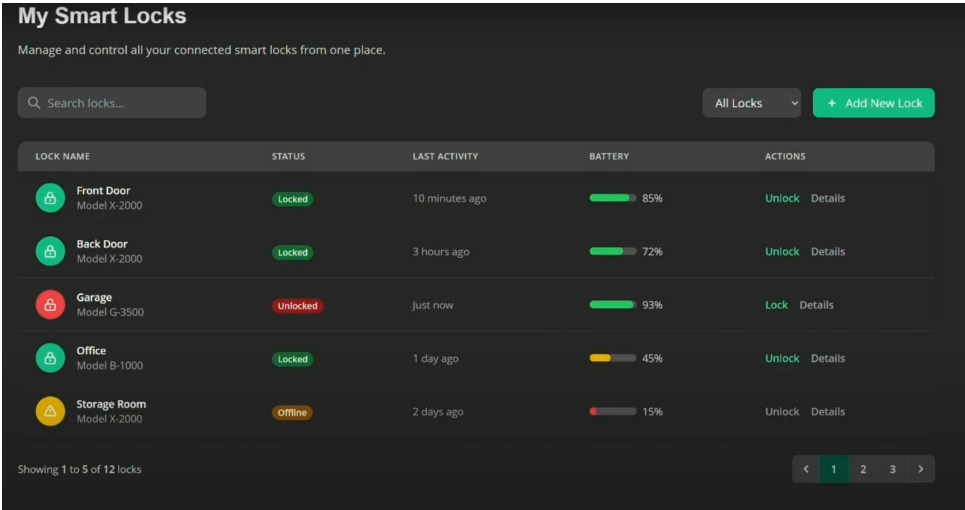 My Smart Locks
Manage and control all your connected smart locks from one place.
Search locks...
All Locks
+ Add New Lock
LOCK NAME STATUS LAST ACTIVITY BATTERY ACTIONS
Front Door
Model X-2000
Locked 10 minutes ago 85% Unlock Details
Back Door
Model X-2000
Locked 3 hours ago 72% Unlock Details
Garage
Model G-3500
Unlocked Just now 93% Lock Details
Office
Model B-1000
Locked 1 day ago 45% Unlock Details
Storage Room
Model X-2000
Offline 2 days ago 15% Unlock Details
Showing 1 to 5 of 12 locks
< 1 2 3 >